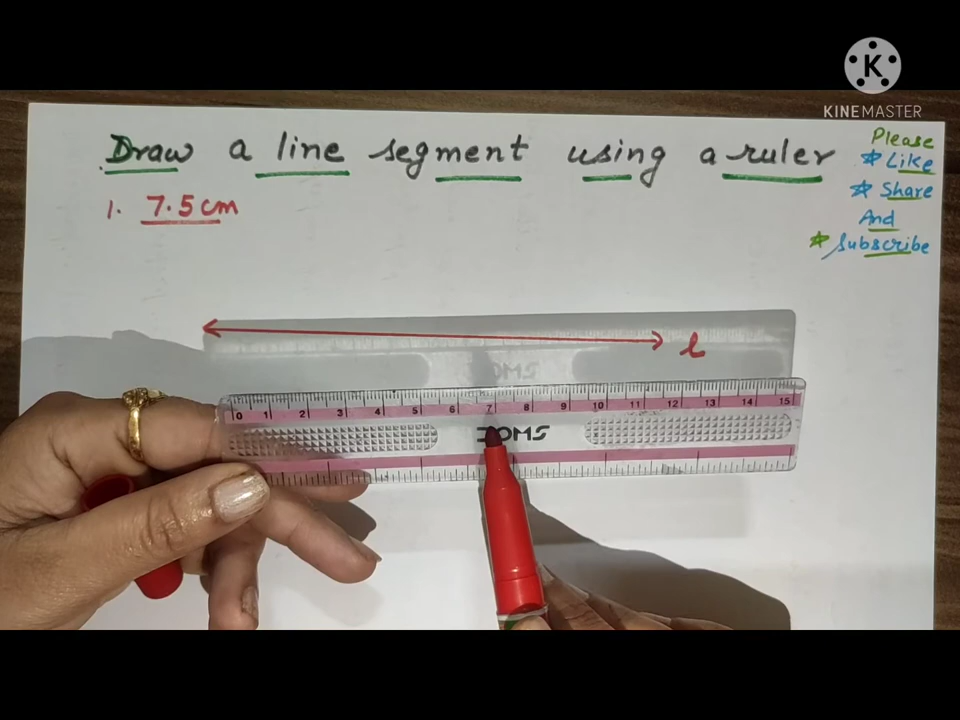 KINEMASTER
Draw a line segment using a ruler
Please
Like
Share
And
Subscribe
1. 7.5 cm
l
0 1 2 3 4 5 6 7 8 9 10 11 12 13 14 15
DOMS